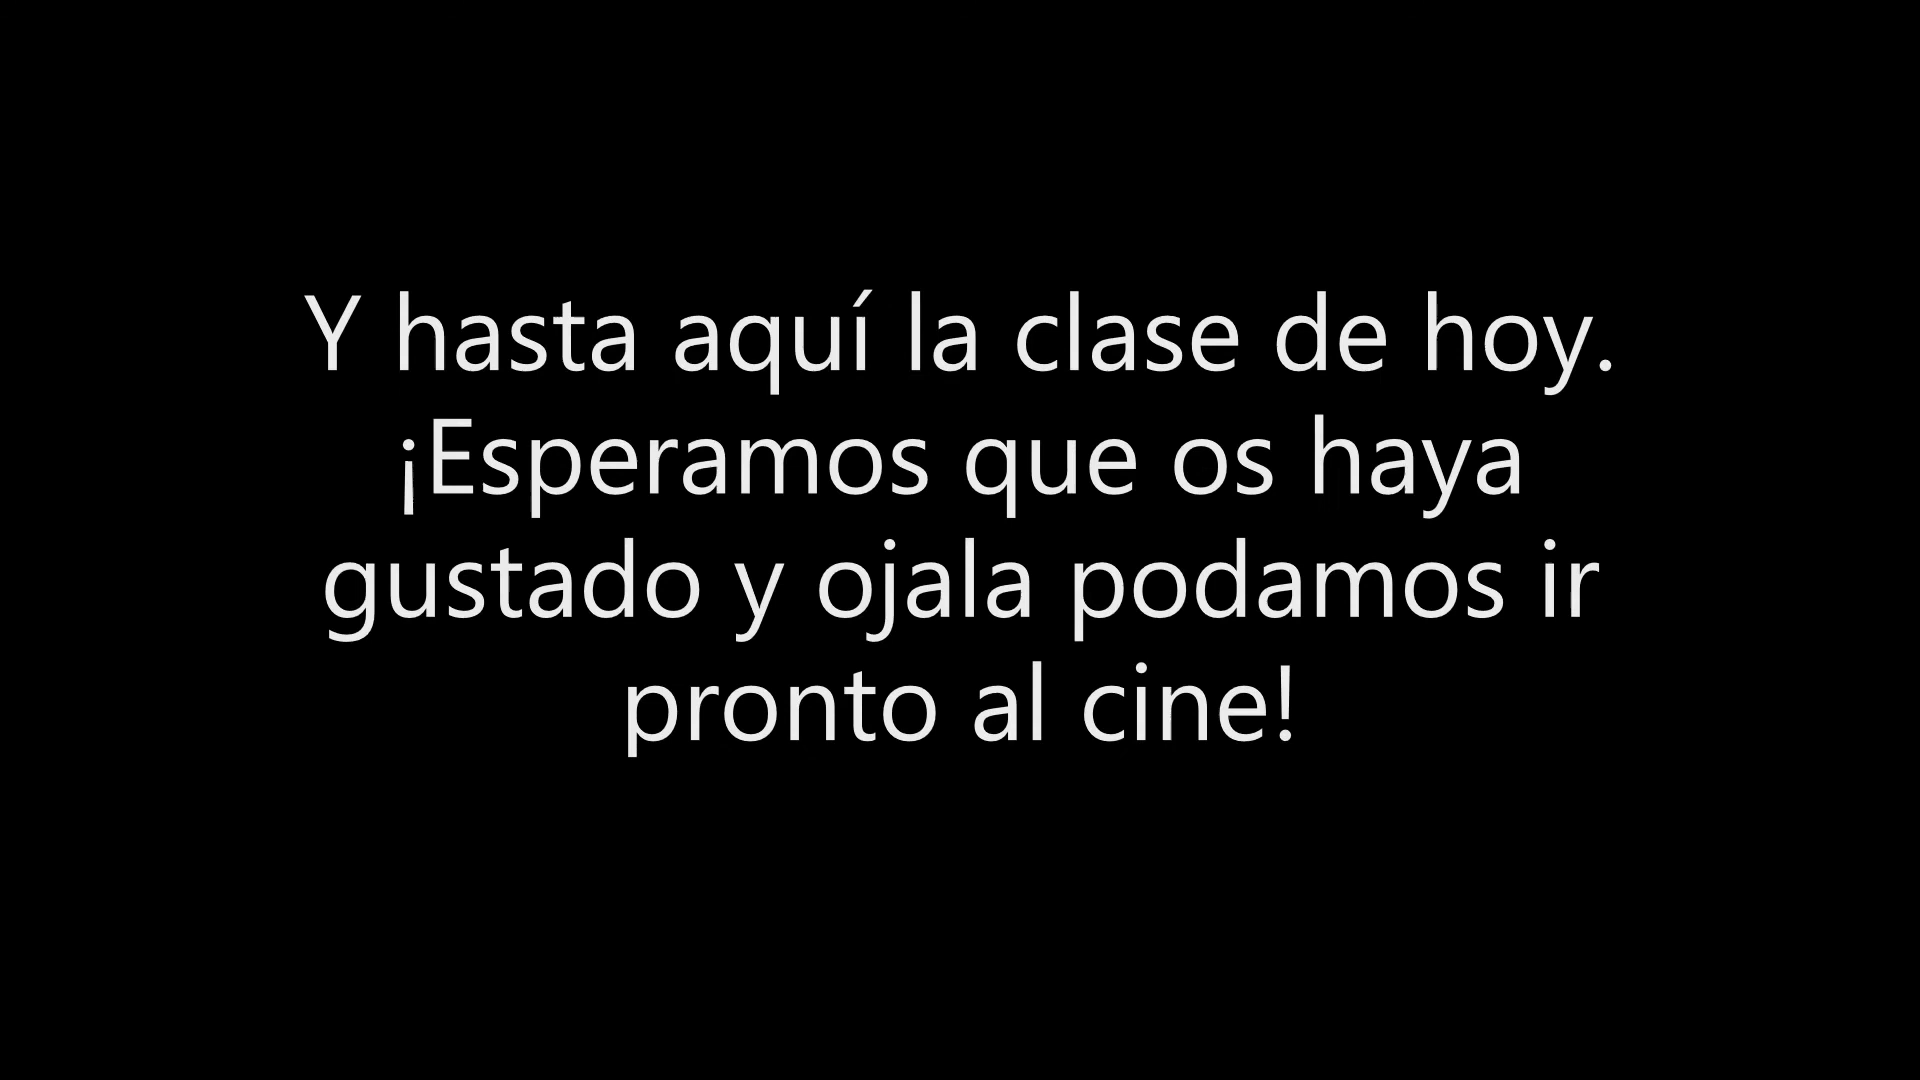 Y hasta aquí la clase de hoy.
¡Esperamos que os haya
gustado y ojala podamos ir
pronto al cine!